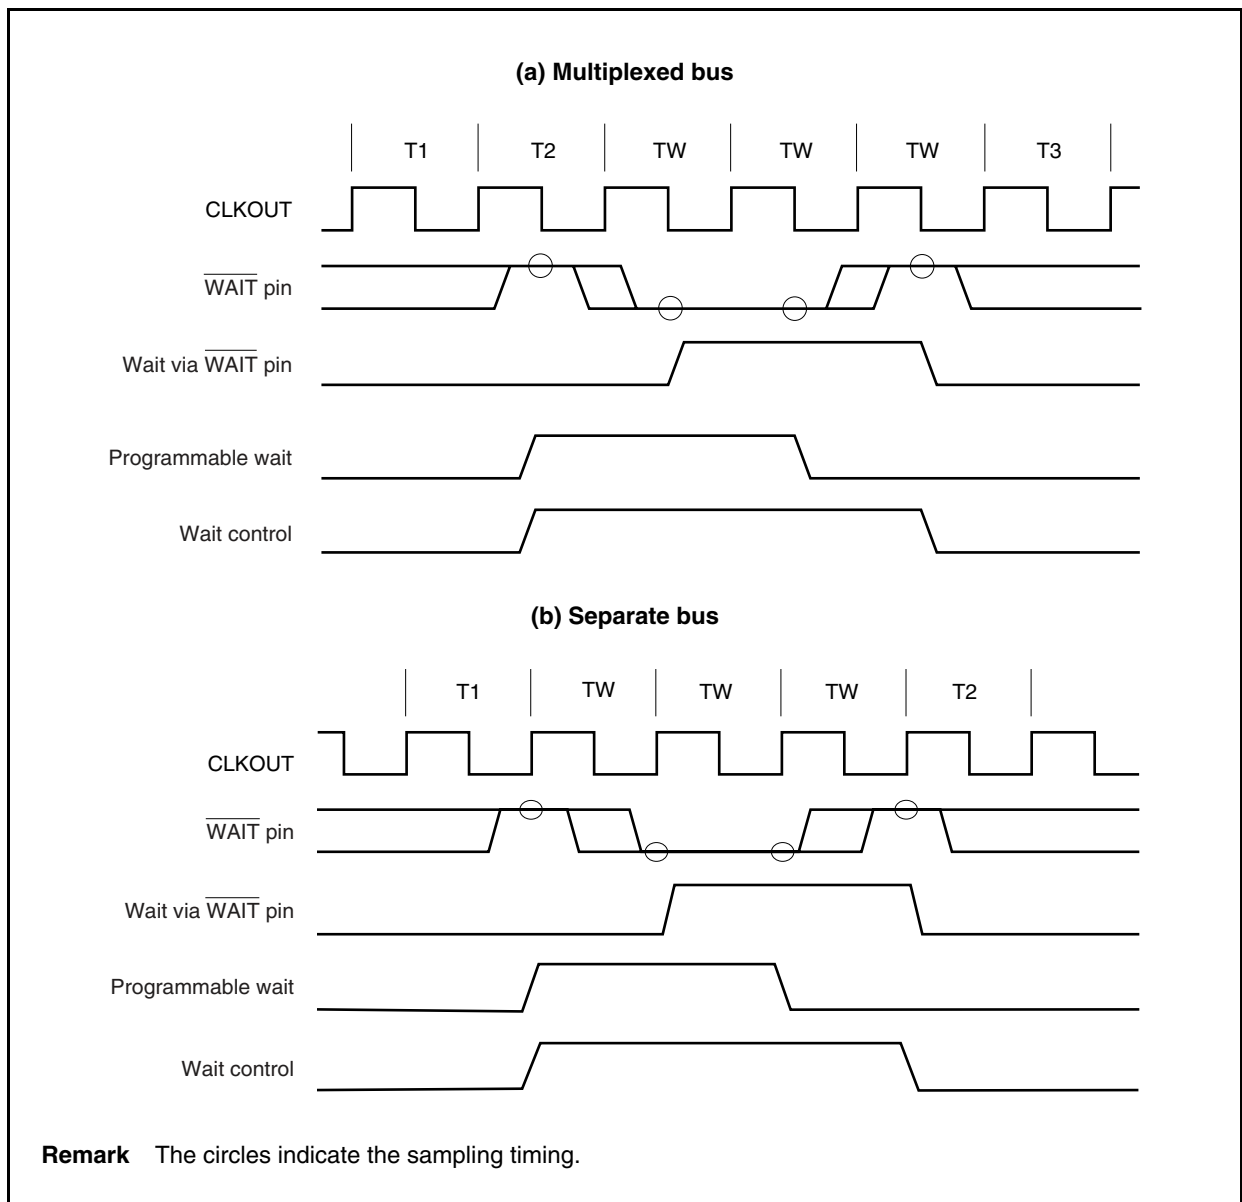 (a) Multiplexed bus
T1 T2 TW TW TW T3
CLKOUT
WAIT pin
Wait via WAIT pin
Programmable wait
Wait control
(b) Separate bus
T1 TW TW TW T2
CLKOUT
WAIT pin
Wait via WAIT pin
Programmable wait
Wait control
Remark The circles indicate the sampling timing.